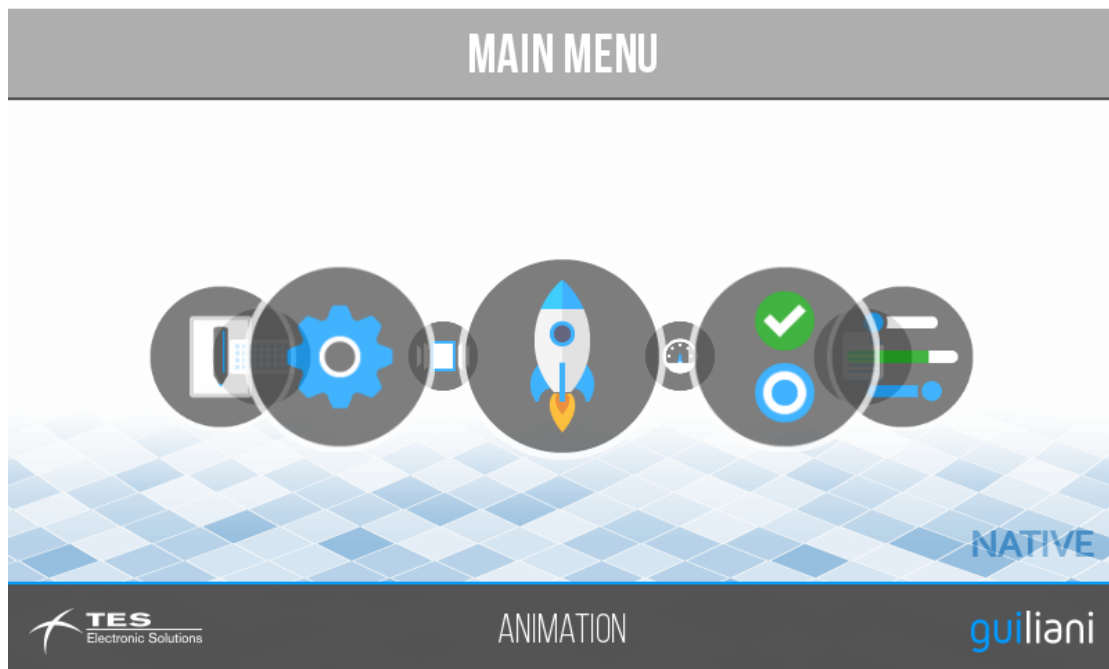 MAIN MENU
NATIVE
TES
Electronic Solutions
ANIMATION
guiliani